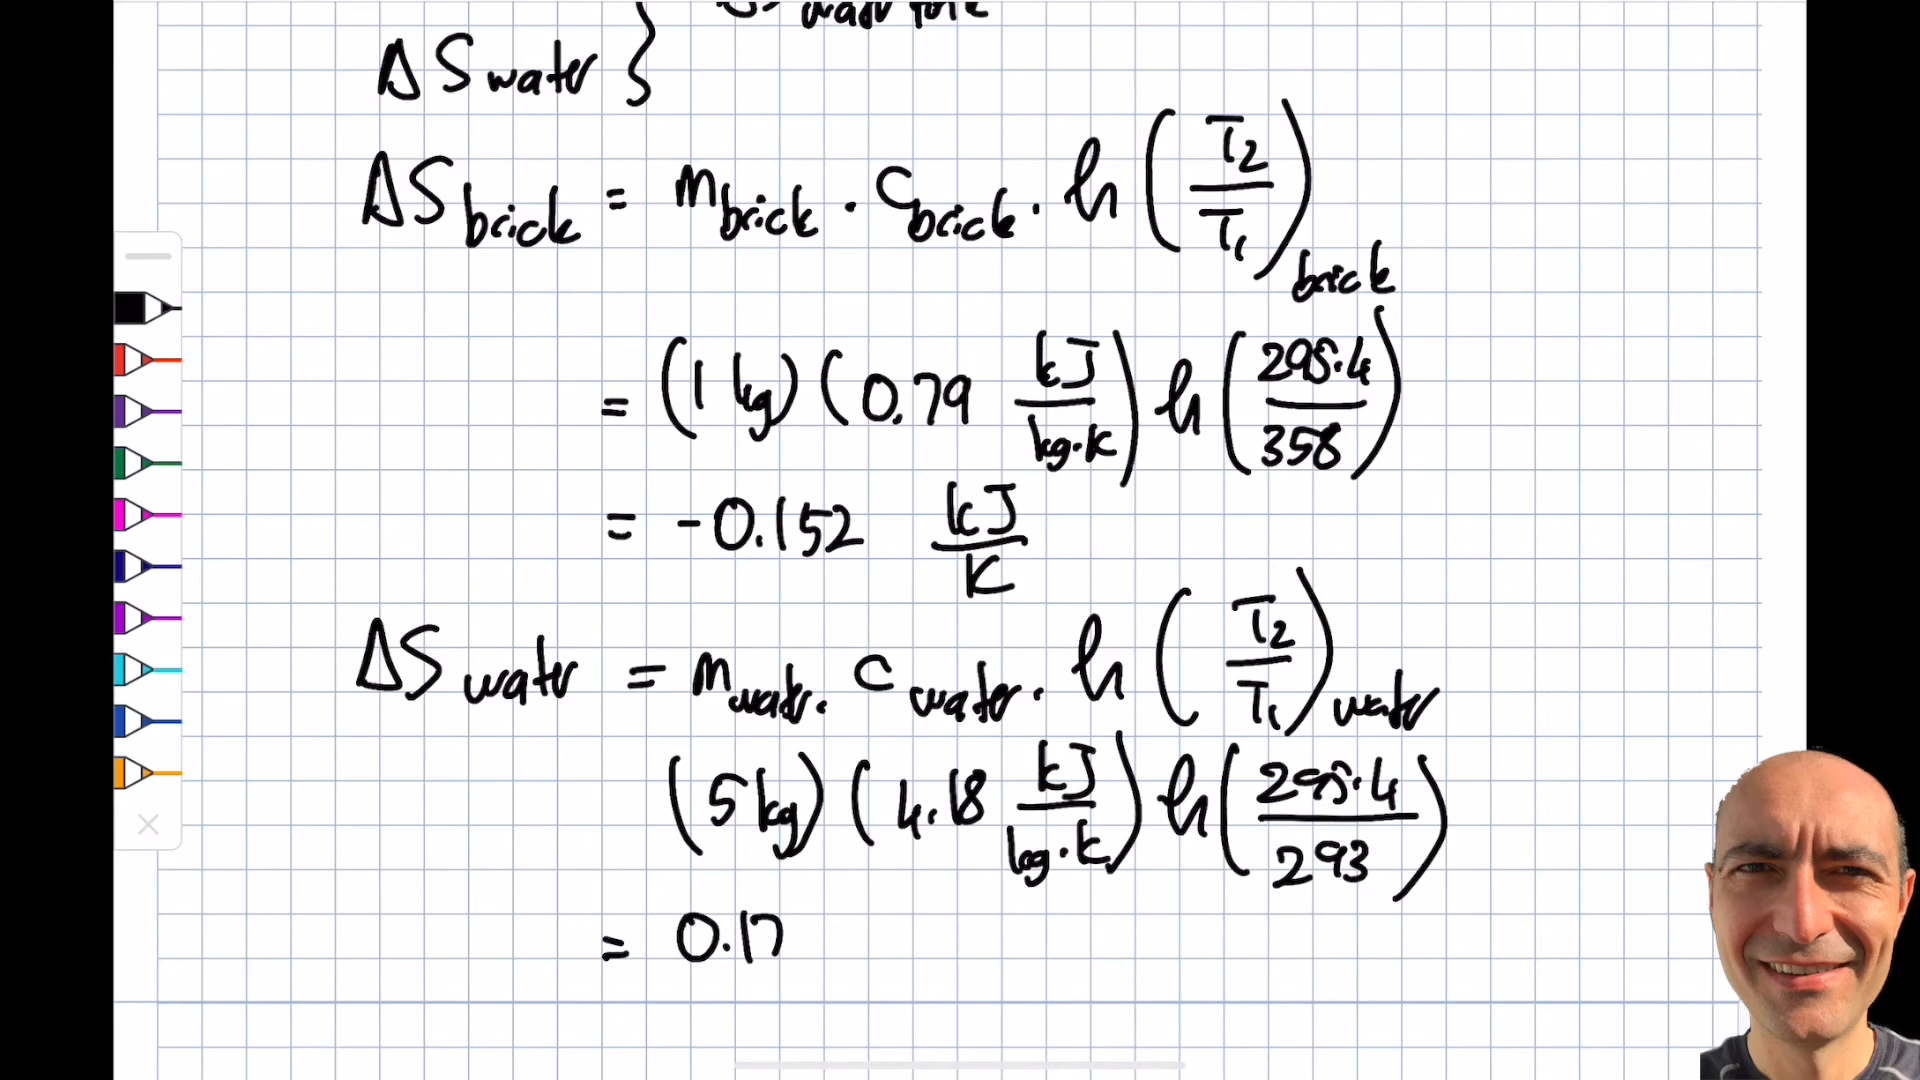 ΔS water }
ΔS brick = m brick . C brick . ln (T2/T1) brick
= (1 kg) (0.79 kJ/kg·K) ln (295.4/358)
= -0.152 kJ/K
ΔS water = m water . C water . ln (T2/T1) water
(5 kg) (4.18 kJ/kg·K) ln (295.4/293)
= 0.17